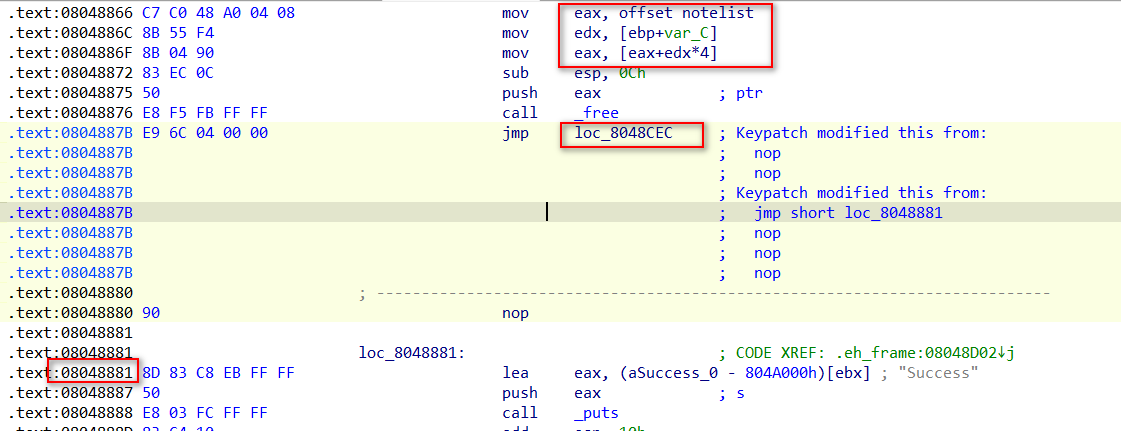 .text:08048866 C7 C0 48 A0 04 08 mov eax, offset notelist
.text:0804886C 8B 55 F4 mov edx, [ebp+var_C]
.text:0804886F 8B 04 90 mov eax, [eax+edx*4]
.text:08048872 83 EC 0C sub esp, 0Ch
.text:08048875 50 push eax ; ptr
.text:08048876 E8 F5 FB FF FF call _free
.text:0804887B E9 6C 04 00 00 jmp loc_8048CEC ; Keypatch modified this from:
.text:0804887B ; nop
.text:0804887B ; nop
.text:0804887B ; Keypatch modified this from:
.text:0804887B ; jmp short loc_8048881
.text:0804887B ; nop
.text:0804887B ; nop
.text:0804887B ; nop
.text:08048880 ; ---------------------------------------------------------------------------
.text:08048880 90 nop
.text:08048881
.text:08048881 loc_8048881: ; CODE XREF: .eh_frame:08048D02↓j
.text:08048881 8D 83 C8 EB FF FF lea eax, (aSuccess_0 - 804A000h)[ebx] ; "Success"
.text:08048887 50 push eax ; s
.text:08048888 E8 03 FC FF FF call _puts